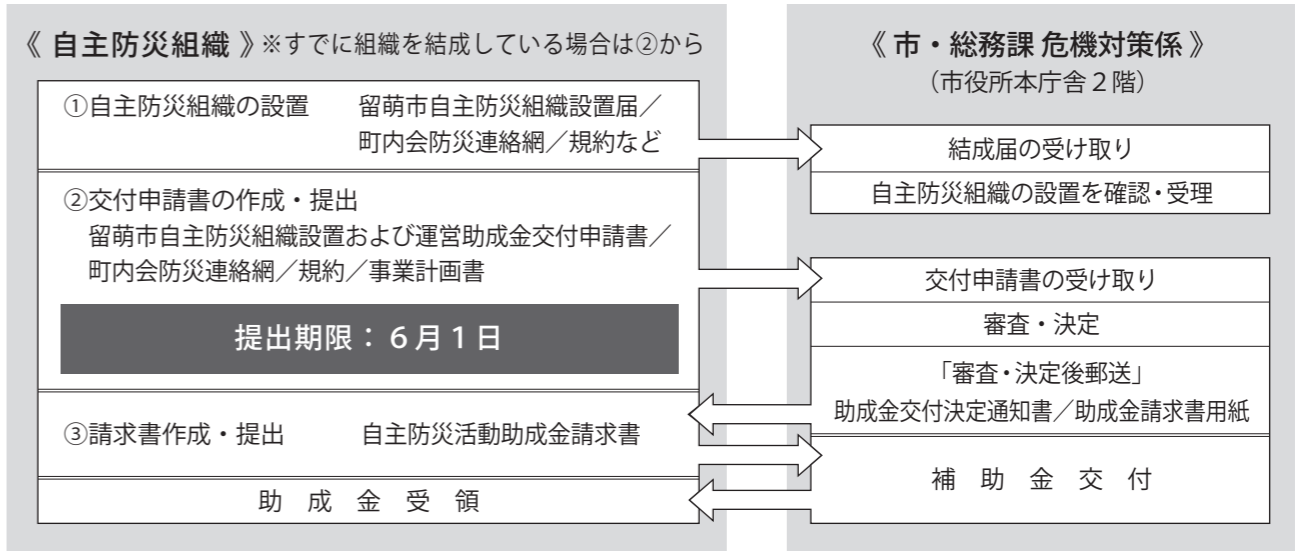 《 自主防災組織 》※すでに組織を結成している場合は②から
①自主防災組織の設置　　留萌市自主防災組織設置届／
町内会防災連絡網／規約など
②交付申請書の作成・提出
留萌市自主防災組織設置および運営助成金交付申請書／
町内会防災連絡網／規約／事業計画書
提出期限：６月１日
③請求書作成・提出　　　自主防災活動助成金請求書
助　成　金　受　領
《 市・総務課 危機対策係 》
（市役所本庁舎２階）
結成届の受け取り
自主防災組織の設置を確認・受理
交付申請書の受け取り
審査・決定
「審査・決定後郵送」
助成金交付決定通知書／助成金請求書用紙
補　助　金　交　付